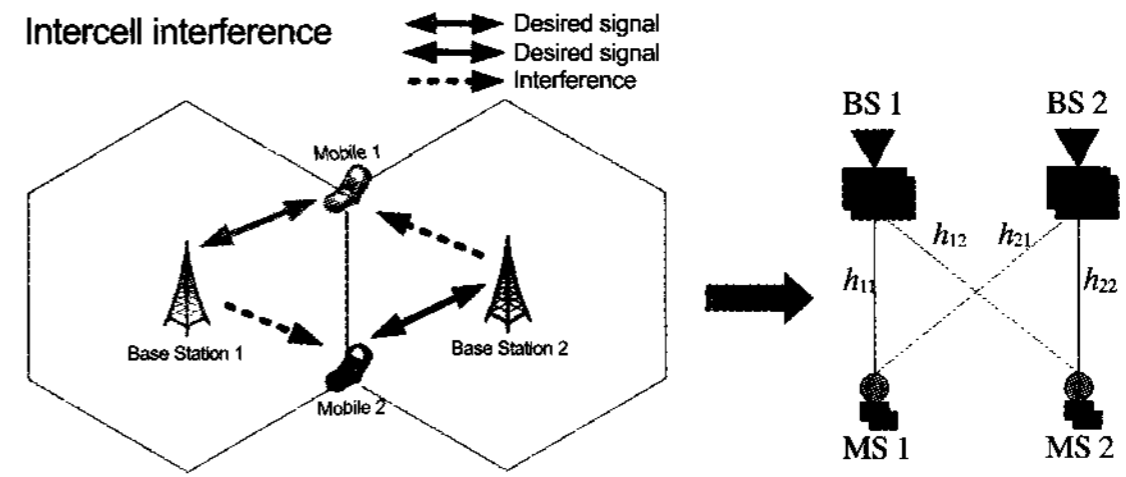 Intercell interference
Desired signal
Desired signal
Interference
Mobile 1
Base Station 1
Base Station 2
Mobile 2
BS 1
BS 2
h12
h21
h11
h22
MS 1
MS 2